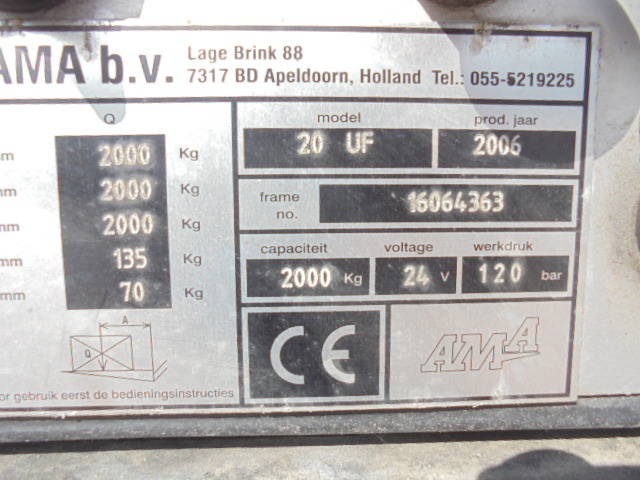 AMA b.v. Lage Brink 88
7317 BD Apeldoorn, Holland Tel.: 055-5219225
Q
mm 2000 Kg
2000 Kg
mm 2000 Kg
mm 135 Kg
mm 70 Kg
A
Q
or gebruik eerst de bedieningsinstructies
model prod. jaar
20 UF 2006
frame no. 16064363
capaciteit voltage werkdruk
2000 Kg 24 V 120 bar
CE AMA